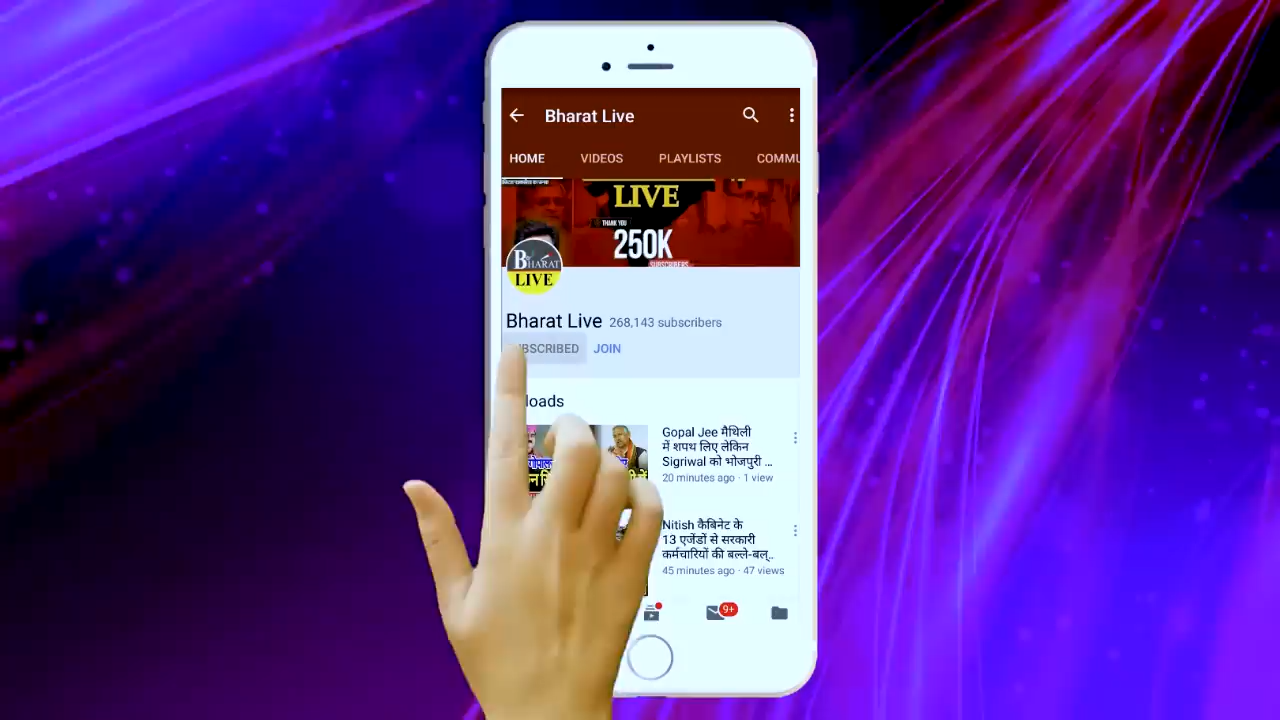 Bharat Live
HOME VIDEOS PLAYLISTS COMMU
LIVE
THANK YOU
250K
SUBSCRIBERS
BHARAT
LIVE
Bharat Live 268,143 subscribers
BSCRIBED JOIN
loads
Gopal Jee मैथिली
में शपथ लिए लेकिन
Sigriwal को भोजपुरी ...
20 minutes ago · 1 view
Nitish कैबिनेट के
13 एजेंडों से सरकारी
कर्मचारियों की बल्ले-बल्..
45 minutes ago · 47 views
9+